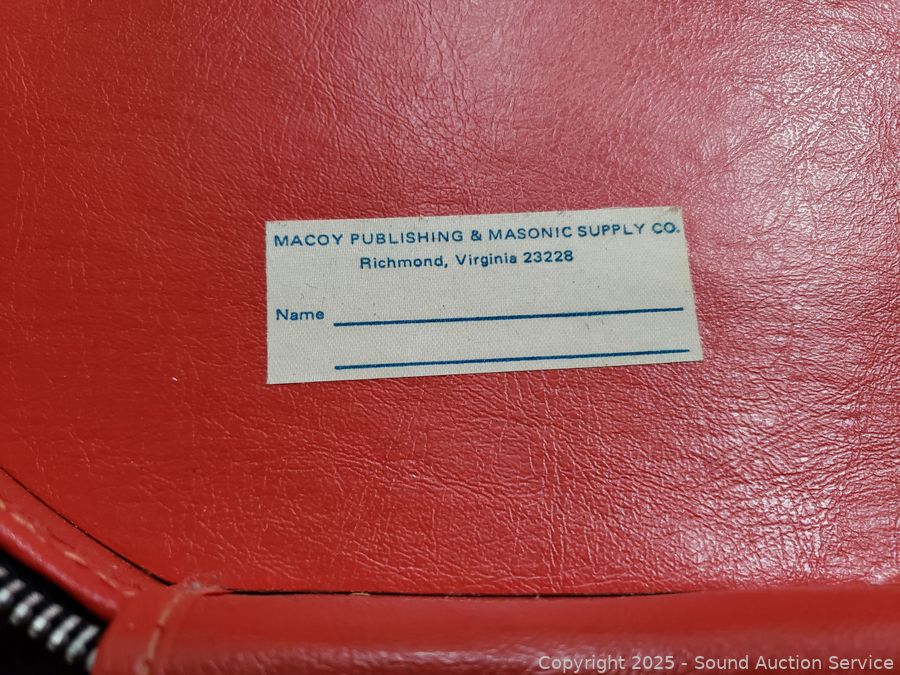 MACOY PUBLISHING & MASONIC SUPPLY CO.
Richmond, Virginia 23228
Name
Copyright 2025 - Sound Auction Service